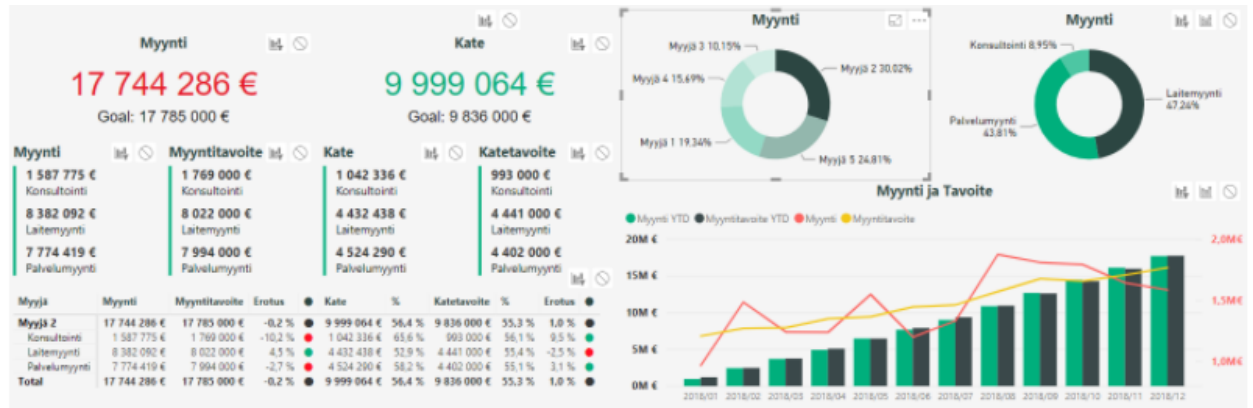 Myynti
17 744 286 €
Goal: 17 785 000 €
Kate
9 999 064 €
Goal: 9 836 000 €
Myynti
1 587 775 €
Konsultointi
8 382 092 €
Laitemyynti
7 774 419 €
Palvelumyynti
Myyntitavoite
1 769 000 €
Konsultointi
8 022 000 €
Laitemyynti
7 994 000 €
Palvelumyynti
Kate
1 042 336 €
Konsultointi
4 432 438 €
Laitemyynti
4 524 290 €
Palvelumyynti
Katetavoite
993 000 €
Konsultointi
4 441 000 €
Laitemyynti
4 402 000 €
Palvelumyynti
Myyjä Myynti Myyntitavoite Erotus Kate % Katetavoite % Erotus
Myyjä 2 17 744 286 € 17 785 000 € -0,2 % 9 999 064 € 56,4 % 9 836 000 € 55,3 % 1,0 %
Konsultointi 1 587 775 € 1 769 000 € -10,2 % 1 042 336 € 65,6 % 993 000 € 56,1 % 9,5 %
Laitemyynti 8 382 092 € 8 022 000 € 4,5 % 4 432 438 € 52,9 % 4 441 000 € 55,4 % -2,5 %
Palvelumyynti 7 774 419 € 7 994 000 € -2,7 % 4 524 290 € 58,2 % 4 402 000 € 55,1 % 3,1 %
Total 17 744 286 € 17 785 000 € -0,2 % 9 999 064 € 56,4 % 9 836 000 € 55,3 % 1,0 %
Myynti
Myyjä 3 10,15%
Myyjä 2 30,02%
Myyjä 4 15,69%
Myyjä 1 19,34%
Myyjä 5 24,81%
Myynti
Konsultointi 8,95%
Laitemyynti
47,24%
Palvelumyynti
43,81%
Myynti ja Tavoite
Myynti YTD Myyntitavoite YTD Myynti Myyntitavoite
20M €
2,0M€
15M €
1,5M€
10M €
5M €
1,0M€
0M €
2018/01 2018/02 2018/03 2018/04 2018/05 2018/06 2018/07 2018/08 2018/09 2018/10 2018/11 2018/12